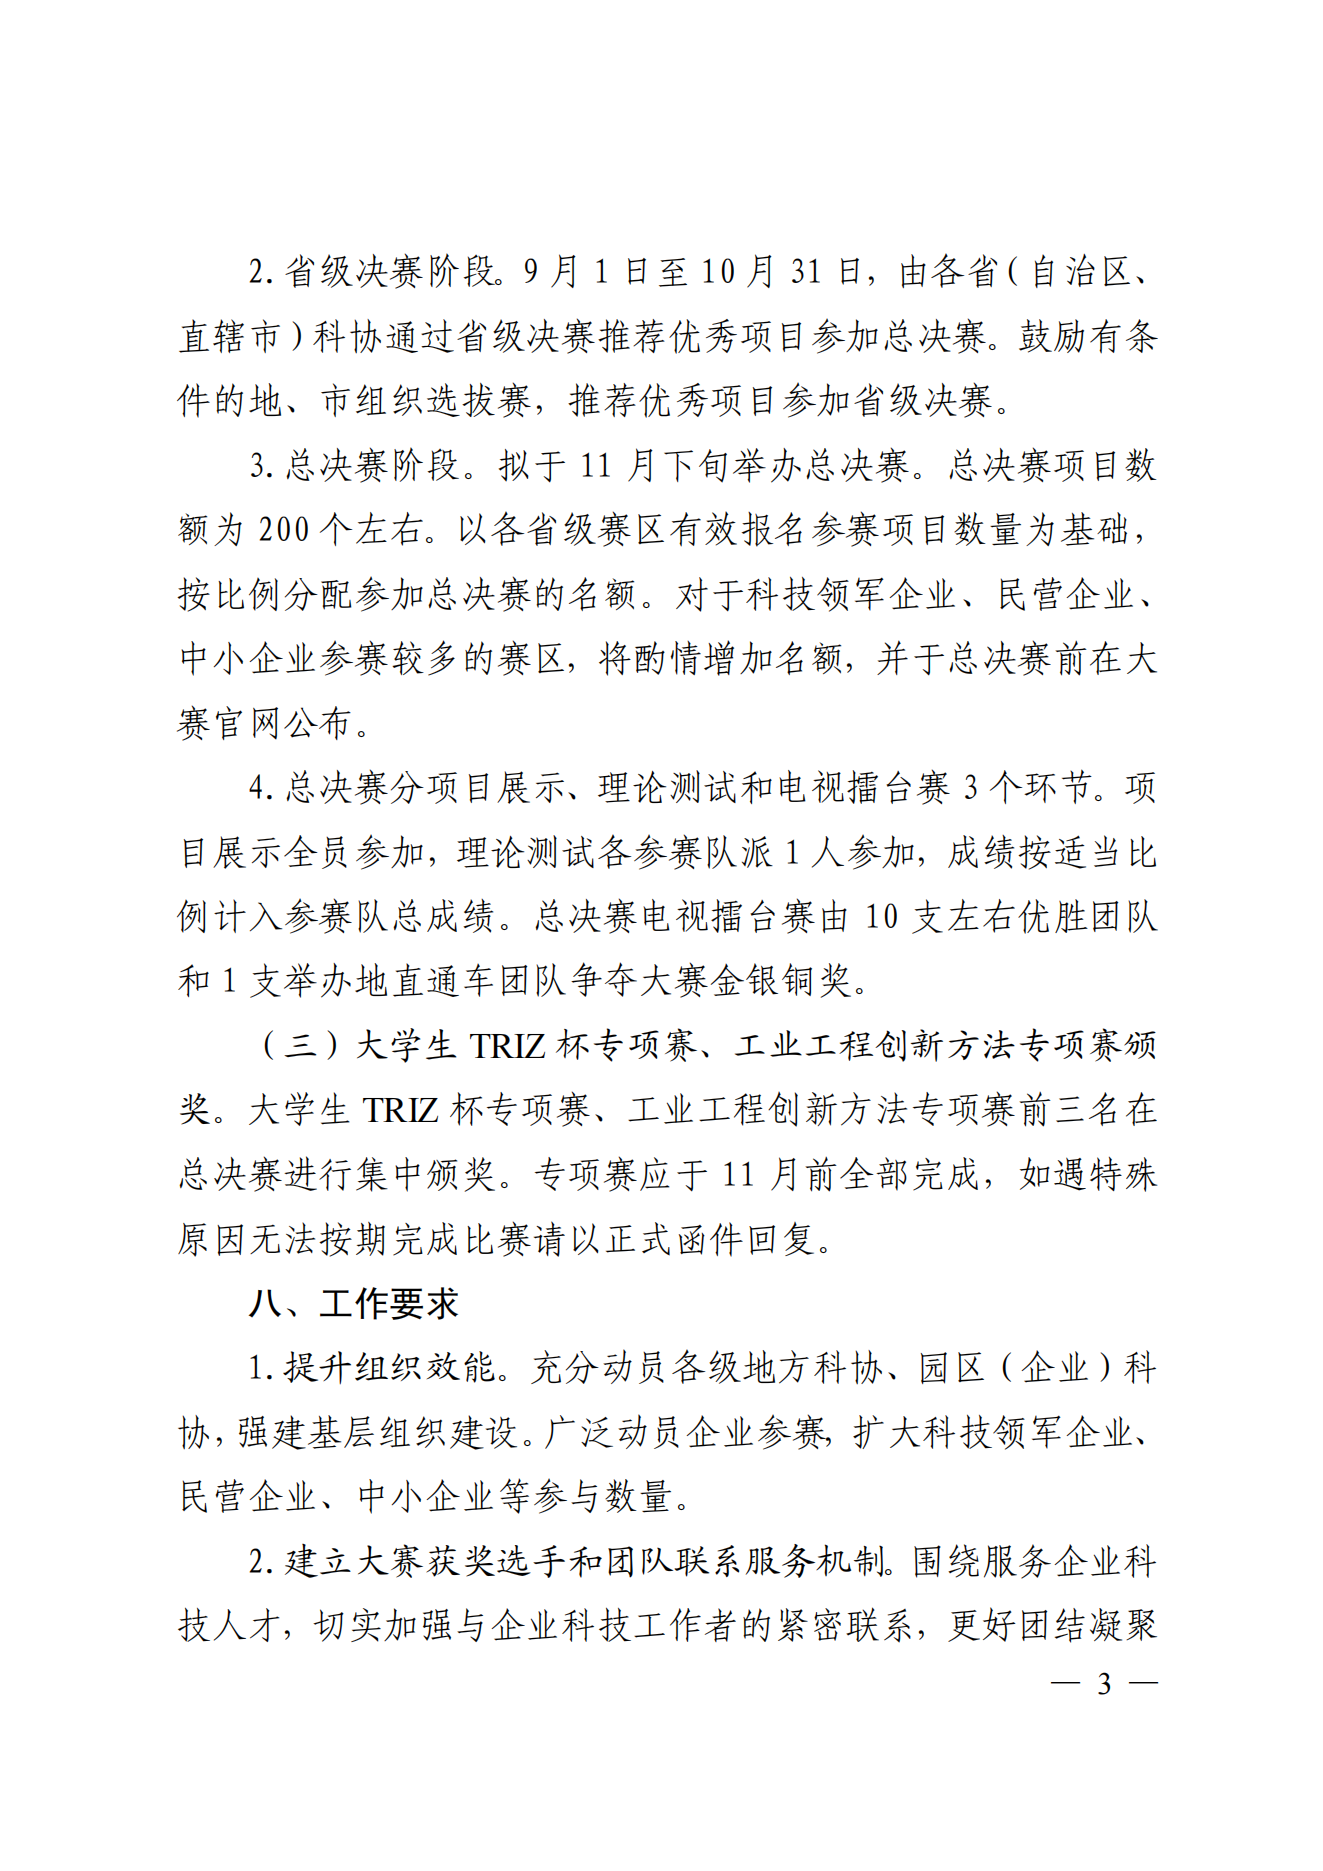 2. 省级决赛阶段。9 月 1 日至 10 月 31 日，由各省（自治区、
直辖市）科协通过省级决赛推荐优秀项目参加总决赛。鼓励有条
件的地、市组织选拔赛，推荐优秀项目参加省级决赛。
3. 总决赛阶段。拟于 11 月下旬举办总决赛。总决赛项目数
额为 200 个左右。以各省级赛区有效报名参赛项目数量为基础，
按比例分配参加总决赛的名额。对于科技领军企业、民营企业、
中小企业参赛较多的赛区，将酌情增加名额，并于总决赛前在大
赛官网公布。
4. 总决赛分项目展示、理论测试和电视擂台赛 3 个环节。项
目展示全员参加，理论测试各参赛队派 1 人参加，成绩按适当比
例计入参赛队总成绩。总决赛电视擂台赛由 10 支左右优胜团队
和 1 支举办地直通车团队争夺大赛金银铜奖。
（三）大学生 TRIZ 杯专项赛、工业工程创新方法专项赛颁
奖。大学生 TRIZ 杯专项赛、工业工程创新方法专项赛前三名在
总决赛进行集中颁奖。专项赛应于 11 月前全部完成，如遇特殊
原因无法按期完成比赛请以正式函件回复。
八、工作要求
1. 提升组织效能。充分动员各级地方科协、园区（企业）科
协，强建基层组织建设。广泛动员企业参赛，扩大科技领军企业、
民营企业、中小企业等参与数量。
2. 建立大赛获奖选手和团队联系服务机制。围绕服务企业科
技人才，切实加强与企业科技工作者的紧密联系，更好团结凝聚
— 3 —